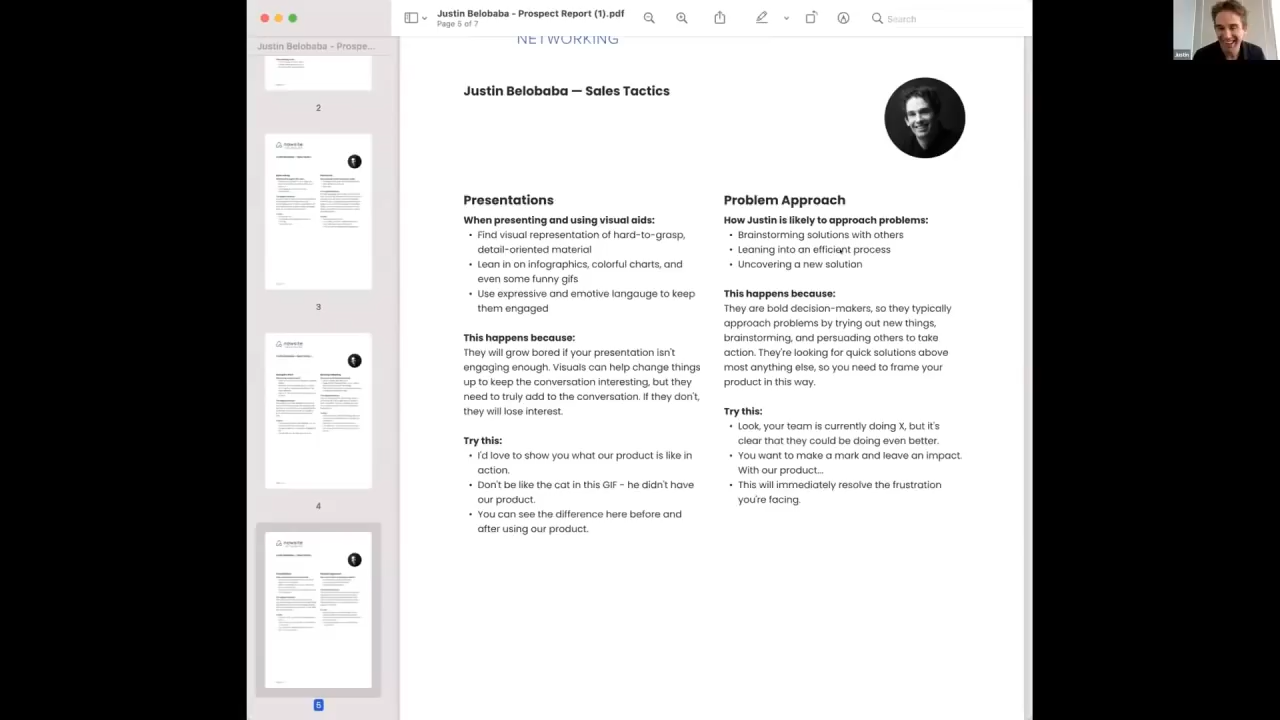 Justin Belobaba - Prospect Report (1).pdf
Page 5 of 7
Search
Justin Belobaba - Prospe...
2
3
4
5
NETWORKING
Justin Belobaba — Sales Tactics
Presentations
When presenting and using visual aids:
• Find visual representation of hard-to-grasp,
detail-oriented material
• Lean in on infographics, colorful charts, and
even some funny gifs
• Use expressive and emotive langauge to keep
them engaged
This happens because:
They will grow bored if your presentation isn't
engaging enough. Visuals can help change things
up to keep the conversation interesting, but they
need to truly add to the conversation. If they don't,
they will lose interest.
Try this:
• I'd love to show you what our product is like in
action.
• Don't be like the cat in this GIF - he didn't have
our product.
• You can see the difference here before and
after using our product.
Problem Approach
How Justin is likely to approach problems:
• Brainstorming solutions with others
• Leaning into an efficient process
• Uncovering a new solution
This happens because:
They are bold decision-makers, so they typically
approach problems by trying out new things,
brainstorming, and persuading others to take
action. They're looking for quick solutions above
most anything else, so you need to frame your
product in this way.
Try this:
• Look, your team is currently doing X, but it's
clear that they could be doing even better.
• You want to make a mark and leave an impact.
With our product...
• This will immediately resolve the frustration
you're facing.
Justin